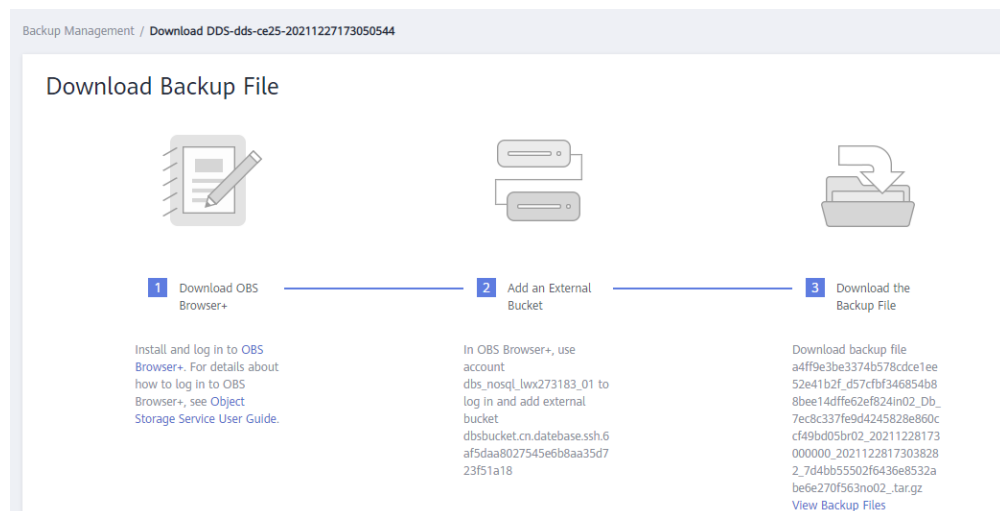 Backup Management / Download DDS-dds-ce25-20211227173050544
Download Backup File
1 Download OBS
Browser+
Install and log in to OBS
Browser+. For details about
how to log in to OBS
Browser+, see Object
Storage Service User Guide.
2 Add an External
Bucket
In OBS Browser+, use
account
dbs_nosql_lwx273183_01 to
log in and add external
bucket
dbsbucket.cn.datebase.ssh.6
af5daa8027545e6b8aa35d7
23f51a18
3 Download the
Backup File
Download backup file
a4ff9e3be3374b578cdce1ee
52e41b2f_d57cfbf346854b8
8bee14dffe62ef824in02_Db_
7ec8c337fe9d4245828e860c
cf49bd05br02_20211228173
000000_2021122817303828
2_7d4bb55502f6436e8532a
be6e270f563no02_.tar.gz
View Backup Files